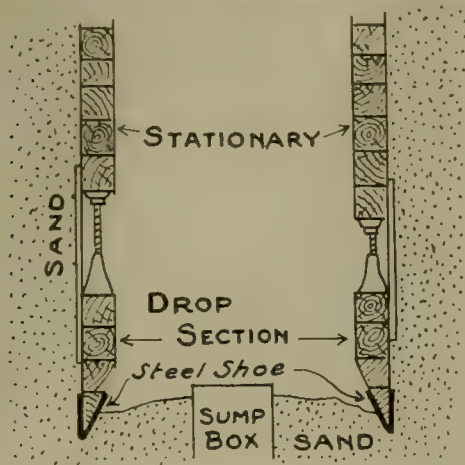 STATIONARY
SAND
DROP
SECTION
Steel Shoe
SUMP
BOX
SAND